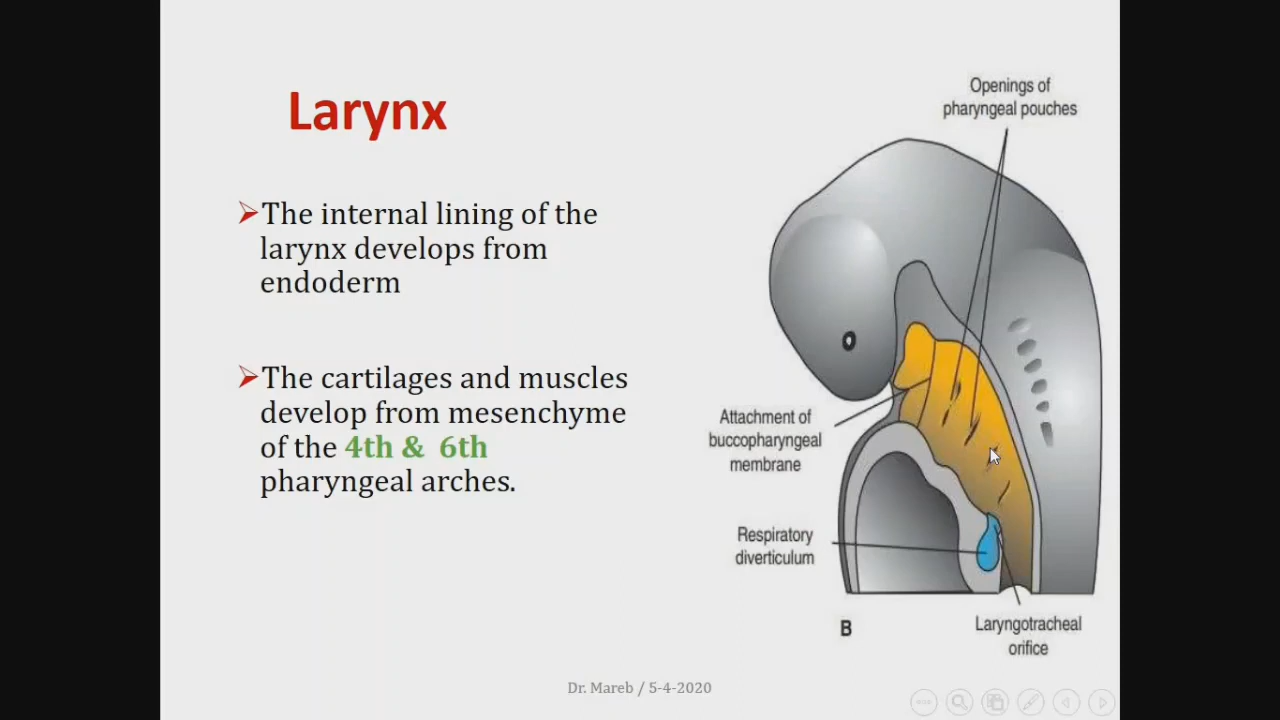 Larynx
The internal lining of the
larynx develops from
endoderm
The cartilages and muscles
develop from mesenchyme
of the 4th & 6th
pharyngeal arches.
Openings of
pharyngeal pouches
Attachment of
buccopharyngeal
membrane
Respiratory
diverticulum
B
Laryngotracheal
orifice
Dr. Mareb / 5-4-2020